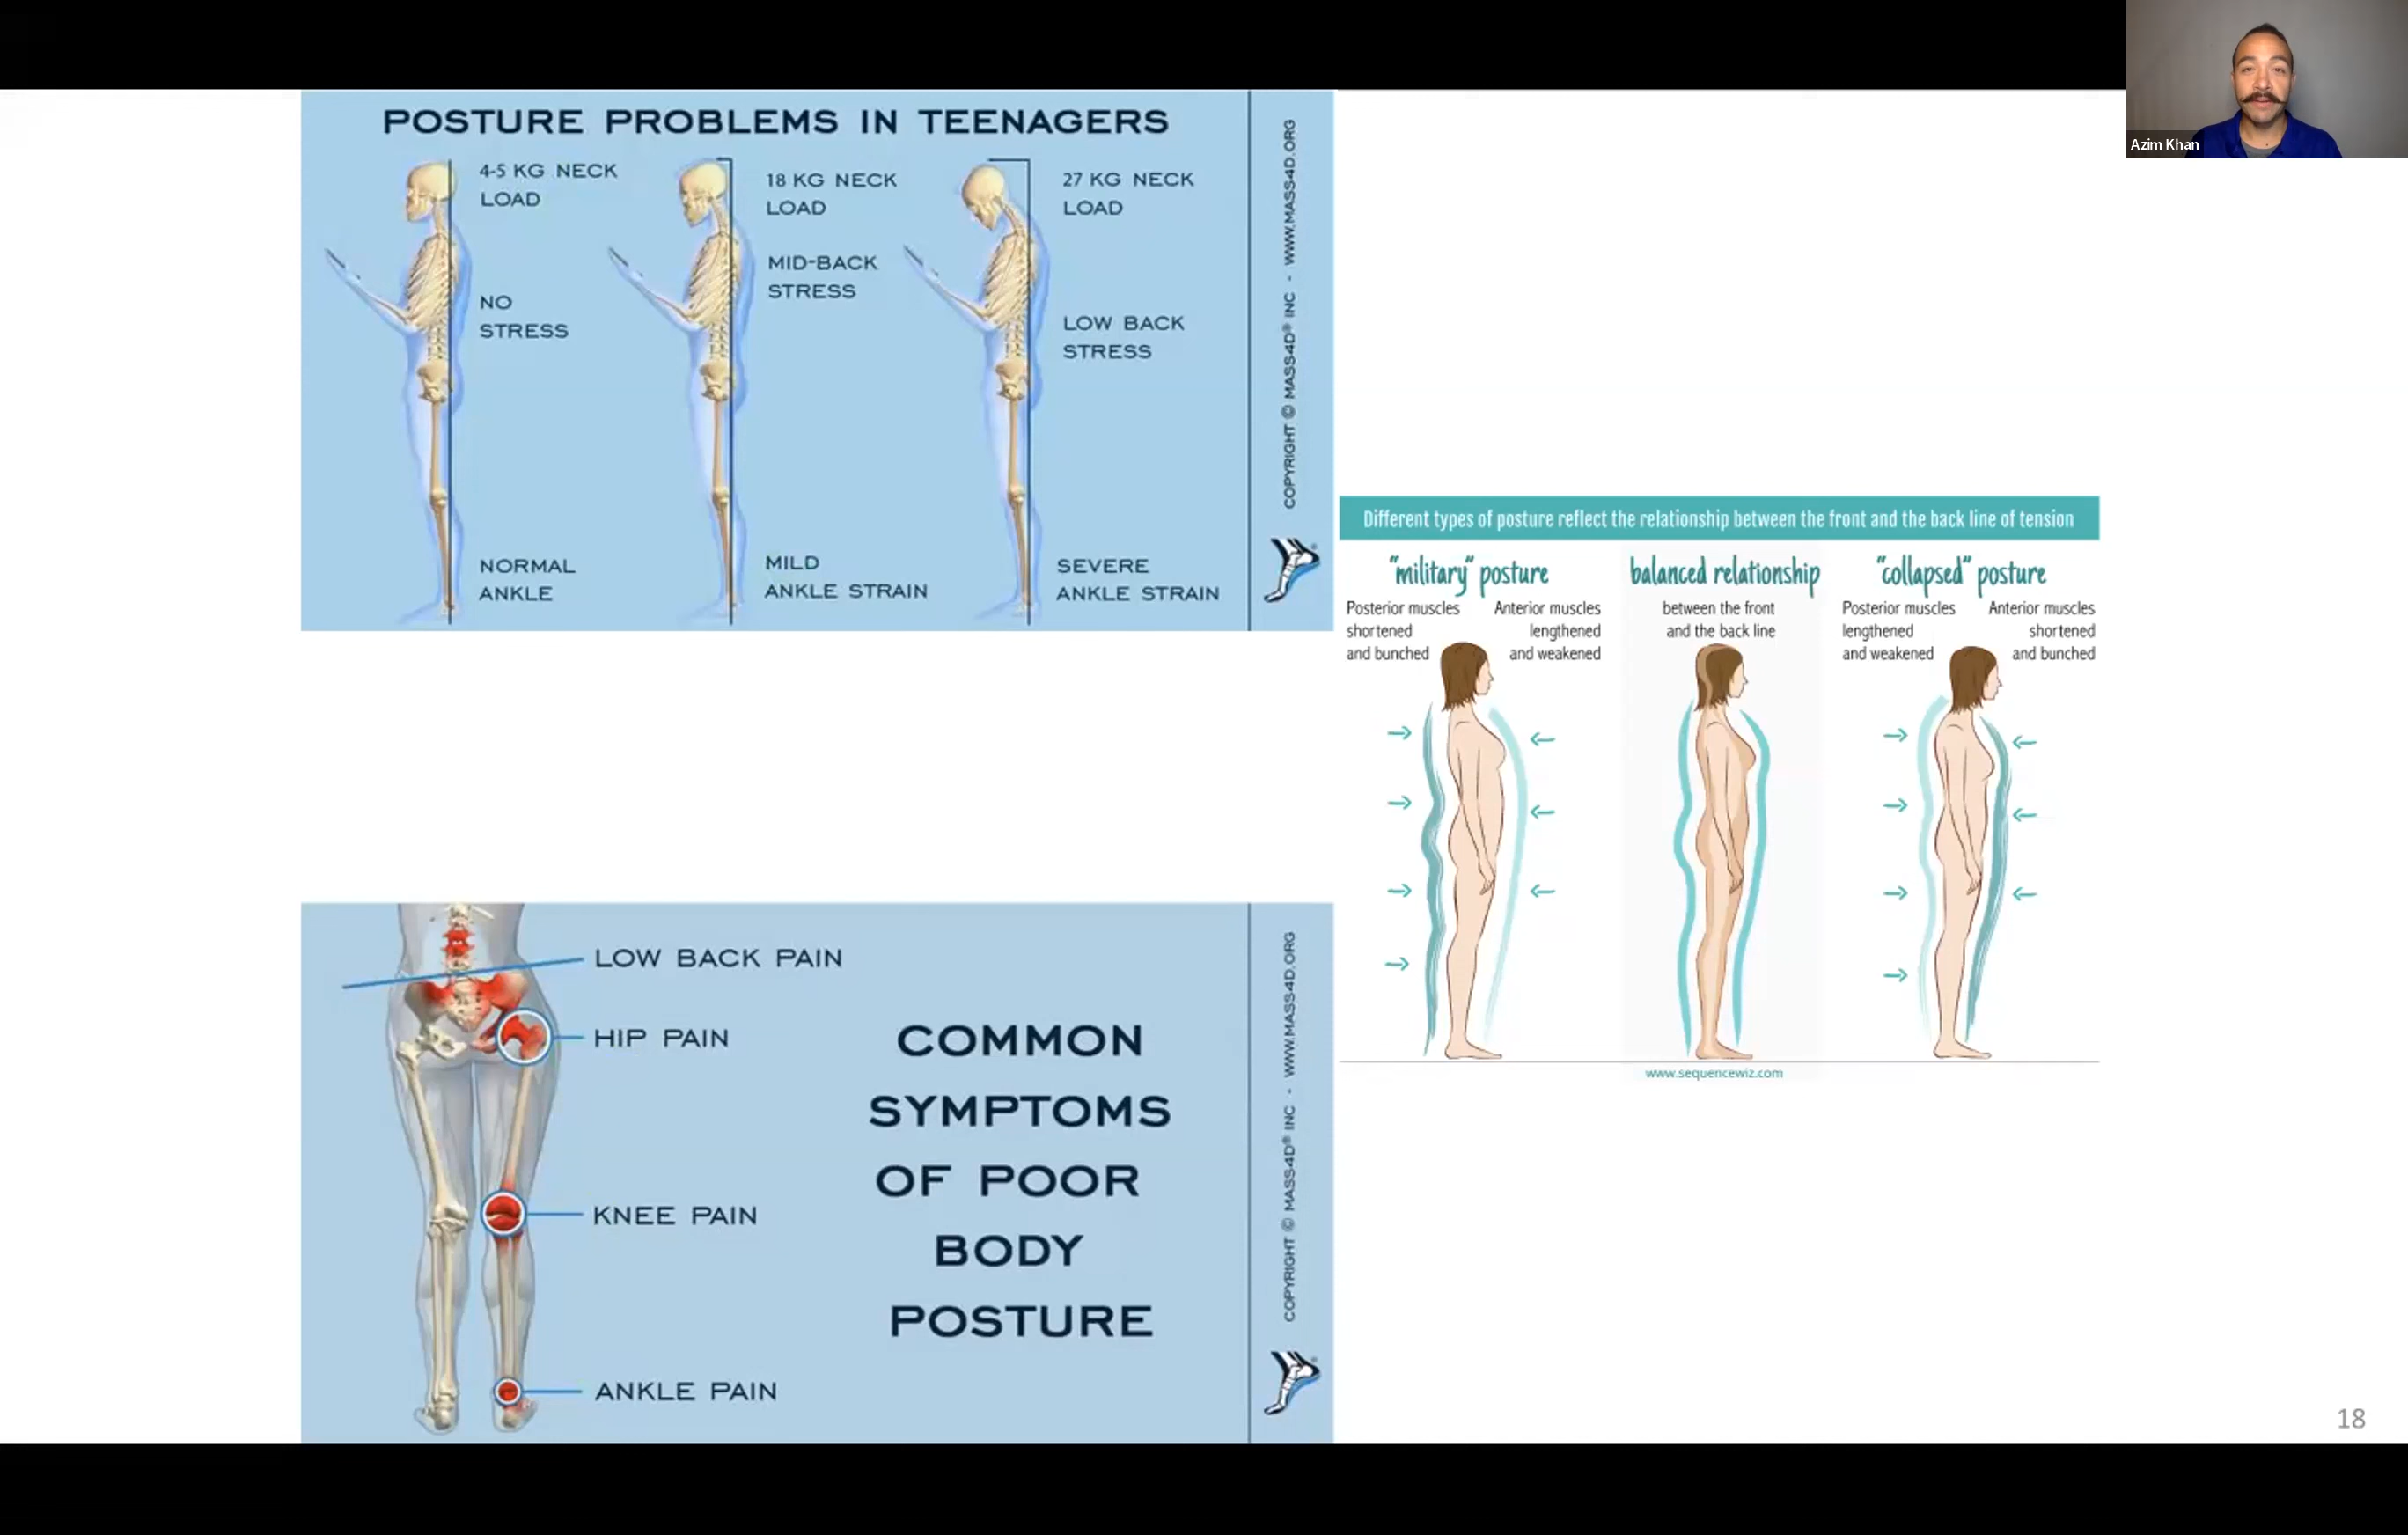 Azim Khan
POSTURE PROBLEMS IN TEENAGERS
4-5 KG NECK
LOAD
NO
STRESS
NORMAL
ANKLE
18 KG NECK
LOAD
MID-BACK
STRESS
MILD
ANKLE STRAIN
27 KG NECK
LOAD
LOW BACK
STRESS
SEVERE
ANKLE STRAIN
COPYRIGHT © MASS4D® INC - WWW.MASS4D.ORG
Different types of posture reflect the relationship between the front and the back line of tension
"military" posture
Posterior muscles
shortened
and bunched
Anterior muscles
lengthened
and weakened
balanced relationship
between the front
and the back line
"collapsed" posture
Posterior muscles
lengthened
and weakened
Anterior muscles
shortened
and bunched
www.sequencewiz.com
LOW BACK PAIN
HIP PAIN
KNEE PAIN
ANKLE PAIN
COMMON
SYMPTOMS
OF POOR
BODY
POSTURE
COPYRIGHT © MASS4D® INC - WWW.MASS4D.ORG
18